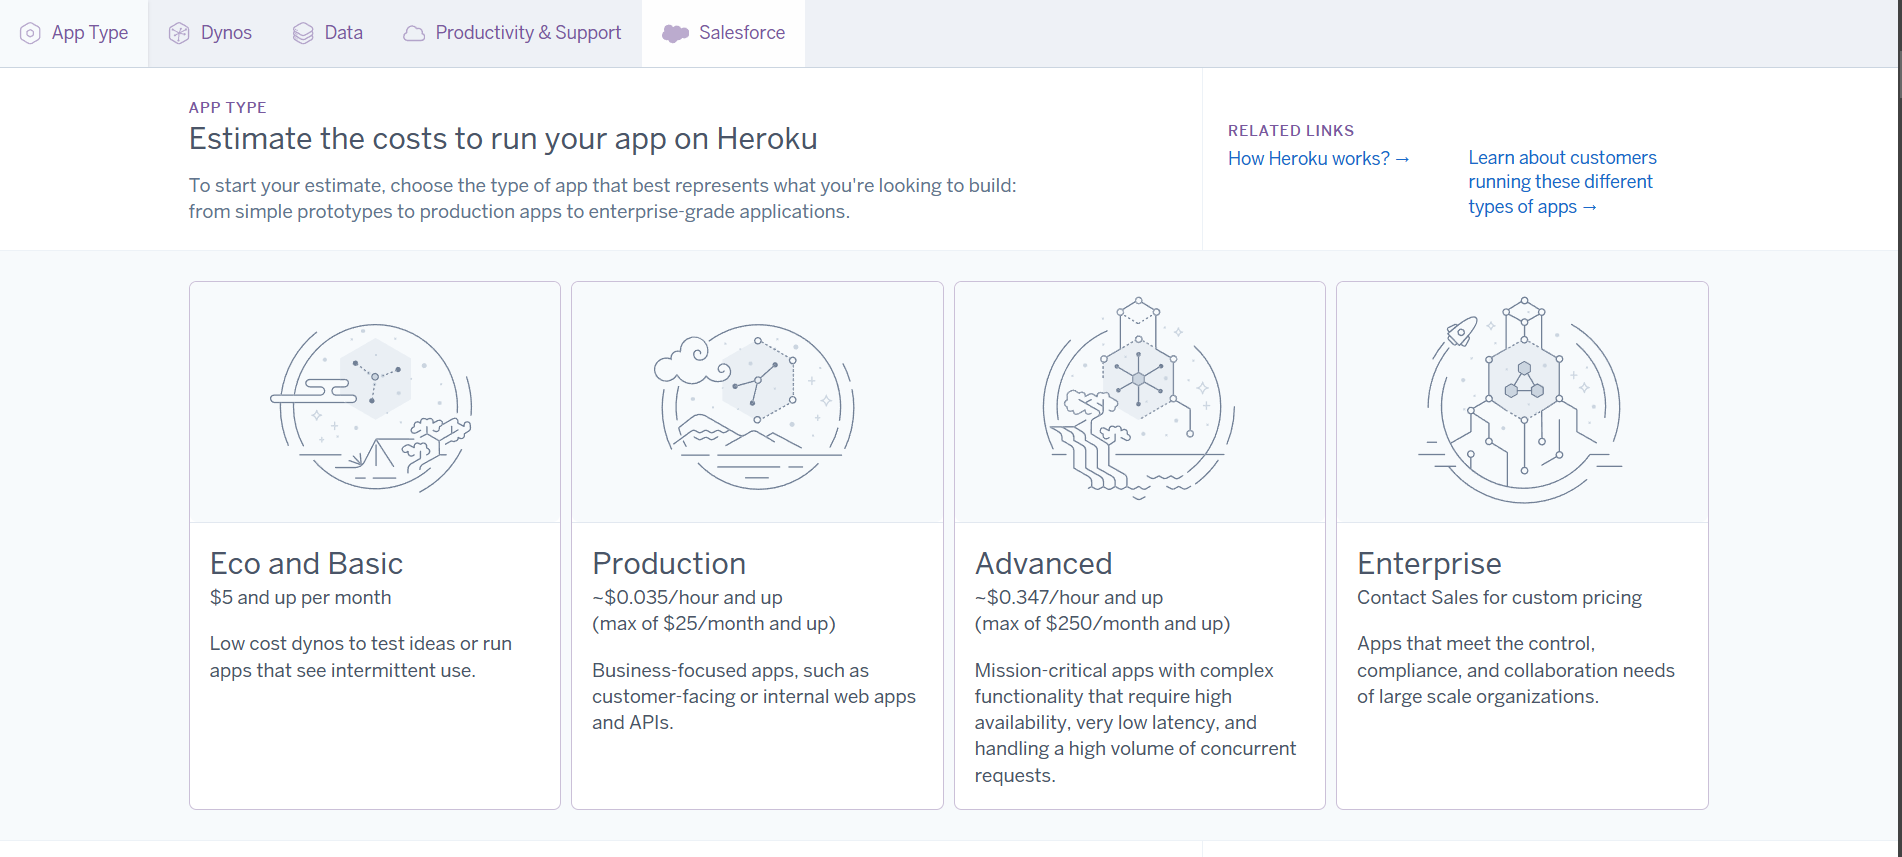 App Type
Dynos
Data
Productivity & Support
Salesforce
APP TYPE
Estimate the costs to run your app on Heroku
To start your estimate, choose the type of app that best represents what you're looking to build:
from simple prototypes to production apps to enterprise-grade applications.
RELATED LINKS
How Heroku works? →
Learn about customers
running these different
types of apps →
Eco and Basic
$5 and up per month
Low cost dynos to test ideas or run
apps that see intermittent use.
Production
~$0.035/hour and up
(max of $25/month and up)
Business-focused apps, such as
customer-facing or internal web apps
and APIs.
Advanced
~$0.347/hour and up
(max of $250/month and up)
Mission-critical apps with complex
functionality that require high
availability, very low latency, and
handling a high volume of concurrent
requests.
Enterprise
Contact Sales for custom pricing
Apps that meet the control,
compliance, and collaboration needs
of large scale organizations.